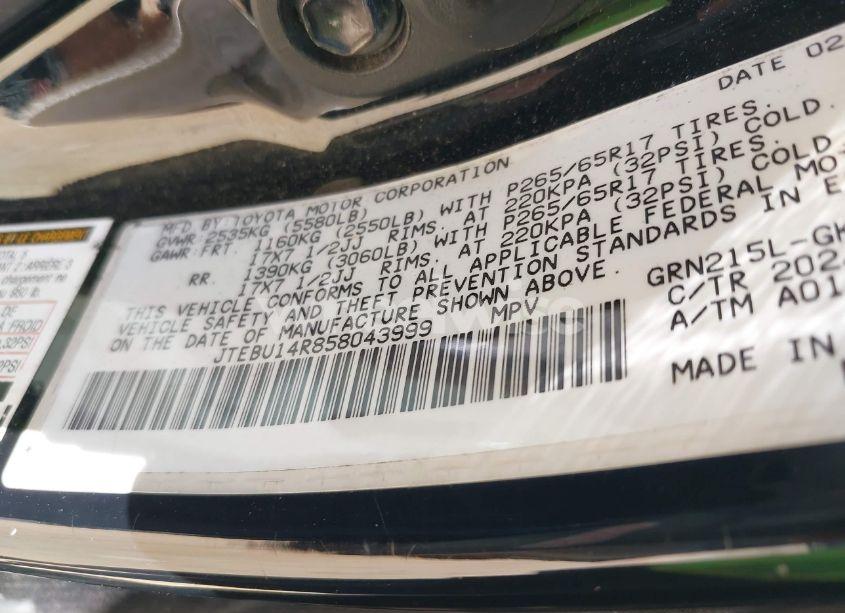 DATE 02
MFD. BY: TOYOTA MOTOR CORPORATION
GVWR: 2535KG (5580LB)
GAWR: FRT. 1160KG (2550LB) WITH P265/65R17 TIRES.
17X7 1/2JJ RIMS. AT 220KPA (32PSI) COLD.
RR. 1390KG (3060LB) WITH P265/65R17 TIRES.
17X7 1/2JJ RIMS. AT 220KPA (32PSI) COLD.
THIS VEHICLE CONFORMS TO ALL APPLICABLE FEDERAL MO
VEHICLE SAFETY AND THEFT PREVENTION STANDARDS IN E
ON THE DATE OF MANUFACTURE SHOWN ABOVE.
JTEBU14R858043999 MPV
GRN215L-GK
C/TR 202
A/TM A01
MADE IN
DE
FROID
32PSI